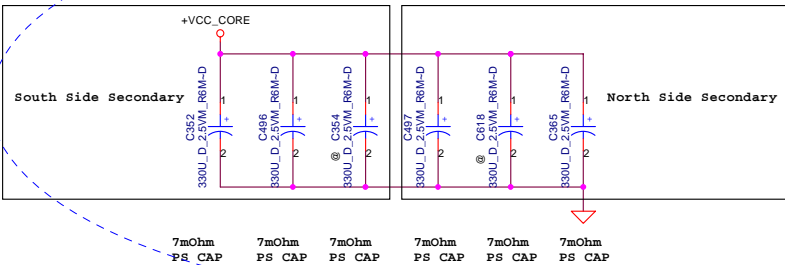 +VCC_CORE
South Side Secondary
North Side Secondary
C352
330U_D_2.5VM_R6M~D
1
+
2
C496
330U_D_2.5VM_R6M~D
1
+
2
C354
330U_D_2.5VM_R6M~D
@
1
+
2
C497
330U_D_2.5VM_R6M~D
1
+
2
C618
330U_D_2.5VM_R6M~D
@
1
+
2
C365
330U_D_2.5VM_R6M~D
1
+
2
7mOhm
PS CAP
7mOhm
PS CAP
7mOhm
PS CAP
7mOhm
PS CAP
7mOhm
PS CAP
7mOhm
PS CAP